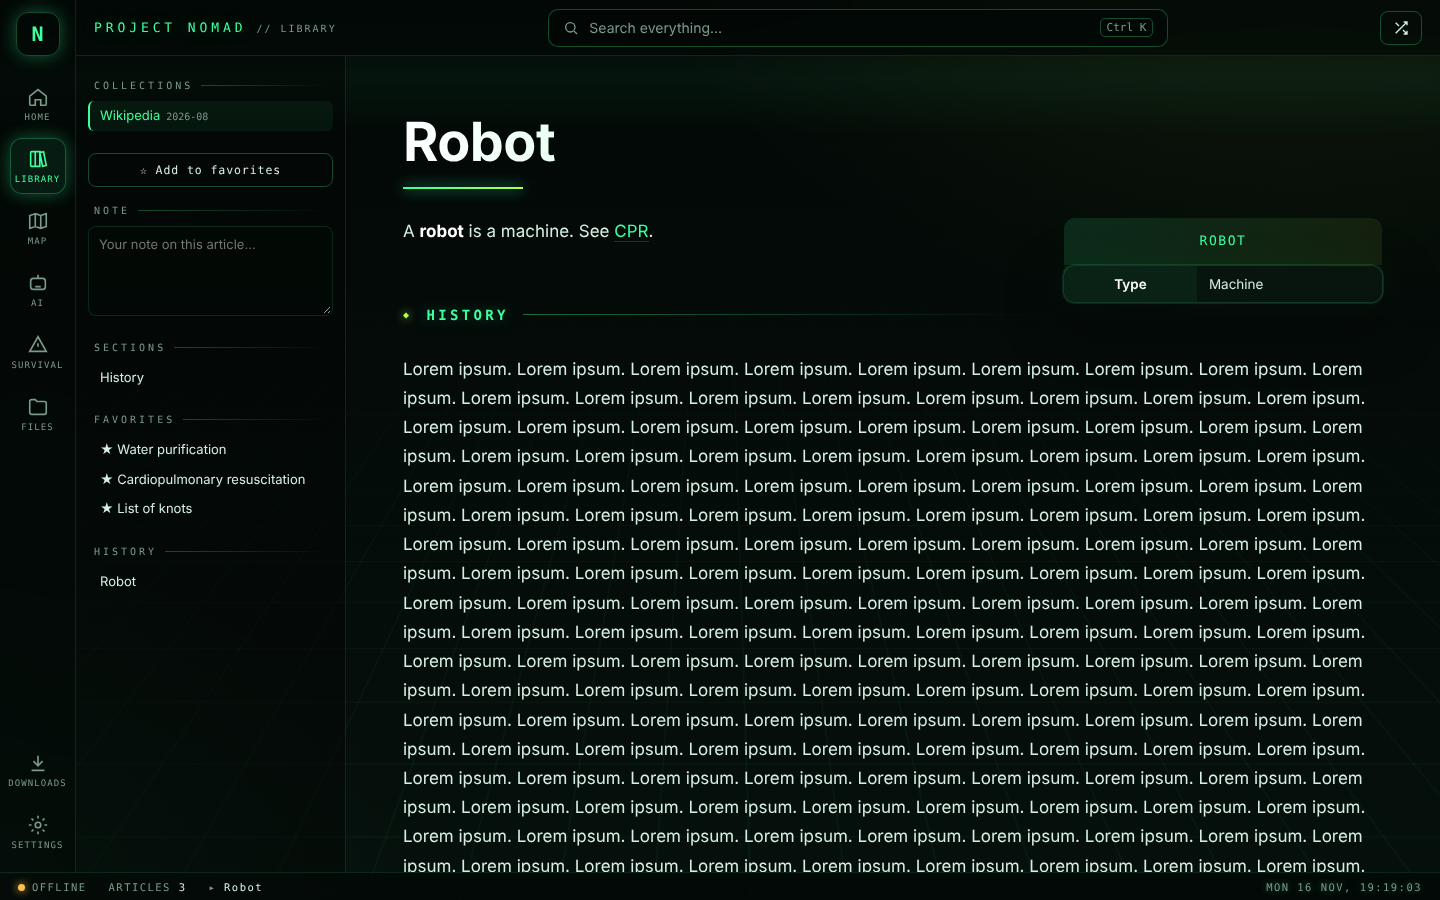 N
PROJECT NOMAD // LIBRARY
Search everything...
Ctrl K
HOME
LIBRARY
MAP
AI
SURVIVAL
FILES
DOWNLOADS
SETTINGS
COLLECTIONS
Wikipedia 2026-08
☆ Add to favorites
NOTE
Your note on this article...
SECTIONS
History
FAVORITES
★ Water purification
★ Cardiopulmonary resuscitation
★ List of knots
HISTORY
Robot
Robot
A robot is a machine. See CPR.
ROBOT
Type Machine
◆ HISTORY
Lorem ipsum. Lorem ipsum. Lorem ipsum. Lorem ipsum. Lorem ipsum. Lorem ipsum. Lorem ipsum. Lorem ipsum. Lorem
ipsum. Lorem ipsum. Lorem ipsum. Lorem ipsum. Lorem ipsum. Lorem ipsum. Lorem ipsum. Lorem ipsum. Lorem ipsum.
Lorem ipsum. Lorem ipsum. Lorem ipsum. Lorem ipsum. Lorem ipsum. Lorem ipsum. Lorem ipsum. Lorem ipsum. Lorem
ipsum. Lorem ipsum. Lorem ipsum. Lorem ipsum. Lorem ipsum. Lorem ipsum. Lorem ipsum. Lorem ipsum. Lorem ipsum.
Lorem ipsum. Lorem ipsum. Lorem ipsum. Lorem ipsum. Lorem ipsum. Lorem ipsum. Lorem ipsum. Lorem ipsum. Lorem
ipsum. Lorem ipsum. Lorem ipsum. Lorem ipsum. Lorem ipsum. Lorem ipsum. Lorem ipsum. Lorem ipsum. Lorem ipsum.
Lorem ipsum. Lorem ipsum. Lorem ipsum. Lorem ipsum. Lorem ipsum. Lorem ipsum. Lorem ipsum. Lorem ipsum. Lorem
ipsum. Lorem ipsum. Lorem ipsum. Lorem ipsum. Lorem ipsum. Lorem ipsum. Lorem ipsum. Lorem ipsum. Lorem ipsum.
Lorem ipsum. Lorem ipsum. Lorem ipsum. Lorem ipsum. Lorem ipsum. Lorem ipsum. Lorem ipsum. Lorem ipsum. Lorem
ipsum. Lorem ipsum. Lorem ipsum. Lorem ipsum. Lorem ipsum. Lorem ipsum. Lorem ipsum. Lorem ipsum. Lorem ipsum.
Lorem ipsum. Lorem ipsum. Lorem ipsum. Lorem ipsum. Lorem ipsum. Lorem ipsum. Lorem ipsum. Lorem ipsum. Lorem
ipsum. Lorem ipsum. Lorem ipsum. Lorem ipsum. Lorem ipsum. Lorem ipsum. Lorem ipsum. Lorem ipsum. Lorem ipsum.
Lorem ipsum. Lorem ipsum. Lorem ipsum. Lorem ipsum. Lorem ipsum. Lorem ipsum. Lorem ipsum. Lorem ipsum. Lorem
ipsum. Lorem ipsum. Lorem ipsum. Lorem ipsum. Lorem ipsum. Lorem ipsum. Lorem ipsum. Lorem ipsum. Lorem ipsum.
Lorem ipsum. Lorem ipsum. Lorem ipsum. Lorem ipsum. Lorem ipsum. Lorem ipsum. Lorem ipsum. Lorem ipsum. Lorem
ipsum. Lorem ipsum. Lorem ipsum. Lorem ipsum. Lorem ipsum. Lorem ipsum. Lorem ipsum. Lorem ipsum. Lorem ipsum.
Lorem ipsum. Lorem ipsum. Lorem ipsum. Lorem ipsum. Lorem ipsum. Lorem ipsum. Lorem ipsum. Lorem ipsum. Lorem
ipsum. Lorem ipsum. Lorem ipsum. Lorem ipsum. Lorem ipsum. Lorem ipsum. Lorem ipsum. Lorem ipsum. Lorem ipsum.
OFFLINE ARTICLES 3 ▸ Robot
MON 16 NOV, 19:19:03